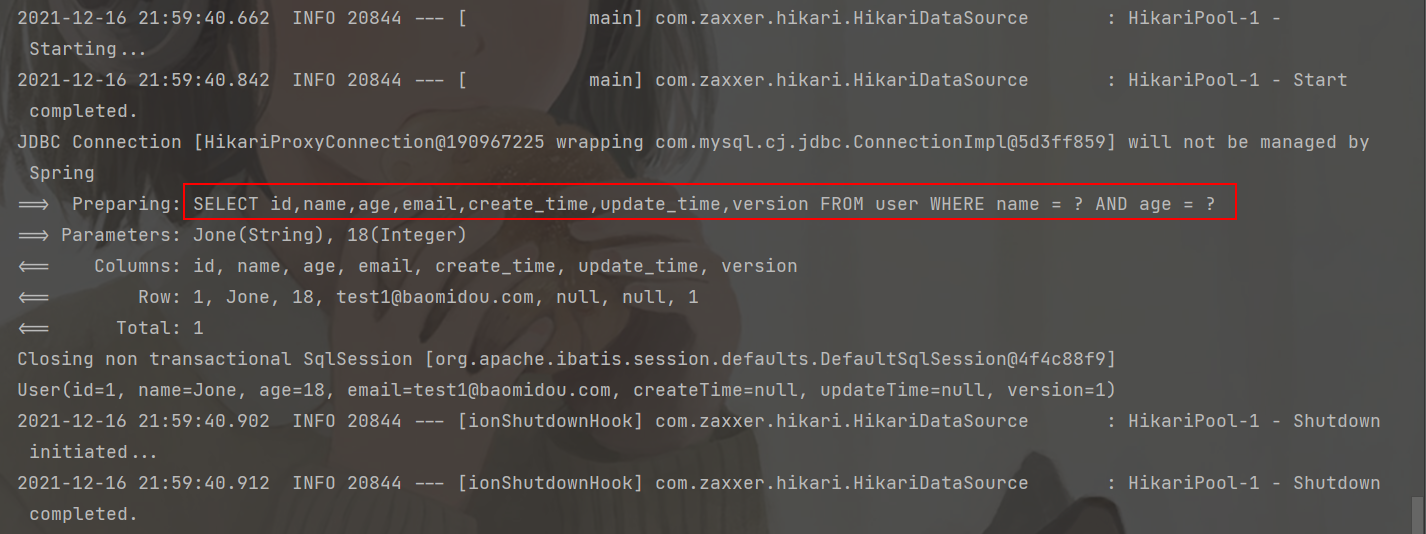 2021-12-16 21:59:40.662  INFO 20844 --- [           main] com.zaxxer.hikari.HikariDataSource       : HikariPool-1 -
Starting...
2021-12-16 21:59:40.842  INFO 20844 --- [           main] com.zaxxer.hikari.HikariDataSource       : HikariPool-1 - Start
completed.
JDBC Connection [HikariProxyConnection@190967225 wrapping com.mysql.cj.jdbc.ConnectionImpl@5d3ff859] will not be managed by
Spring
==>  Preparing: SELECT id,name,age,email,create_time,update_time,version FROM user WHERE name = ? AND age = ?
==> Parameters: Jone(String), 18(Integer)
<==    Columns: id, name, age, email, create_time, update_time, version
<==        Row: 1, Jone, 18, test1@baomidou.com, null, null, 1
<==      Total: 1
Closing non transactional SqlSession [org.apache.ibatis.session.defaults.DefaultSqlSession@4f4c88f9]
User(id=1, name=Jone, age=18, email=test1@baomidou.com, createTime=null, updateTime=null, version=1)
2021-12-16 21:59:40.902  INFO 20844 --- [ionShutdownHook] com.zaxxer.hikari.HikariDataSource       : HikariPool-1 - Shutdown
initiated...
2021-12-16 21:59:40.912  INFO 20844 --- [ionShutdownHook] com.zaxxer.hikari.HikariDataSource       : HikariPool-1 - Shutdown
completed.